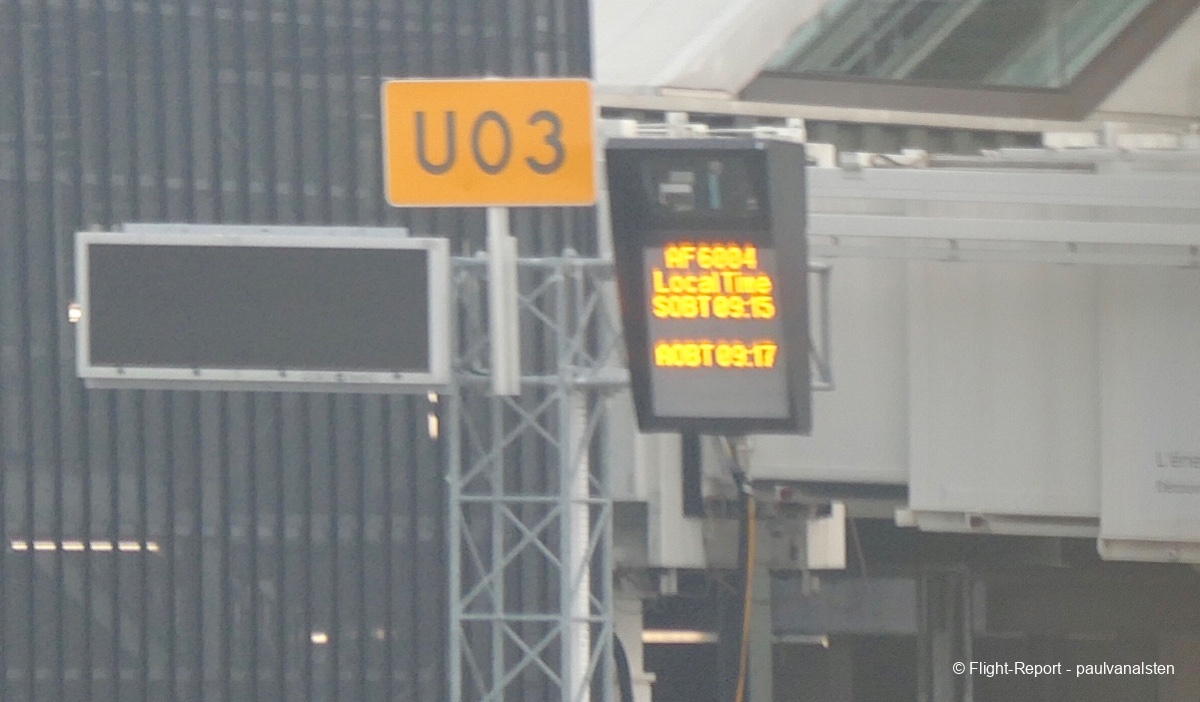 U03
AF6004
Local Time
SOBT 09:15
AOBT 09:17
© Flight-Report - paulvanalsten